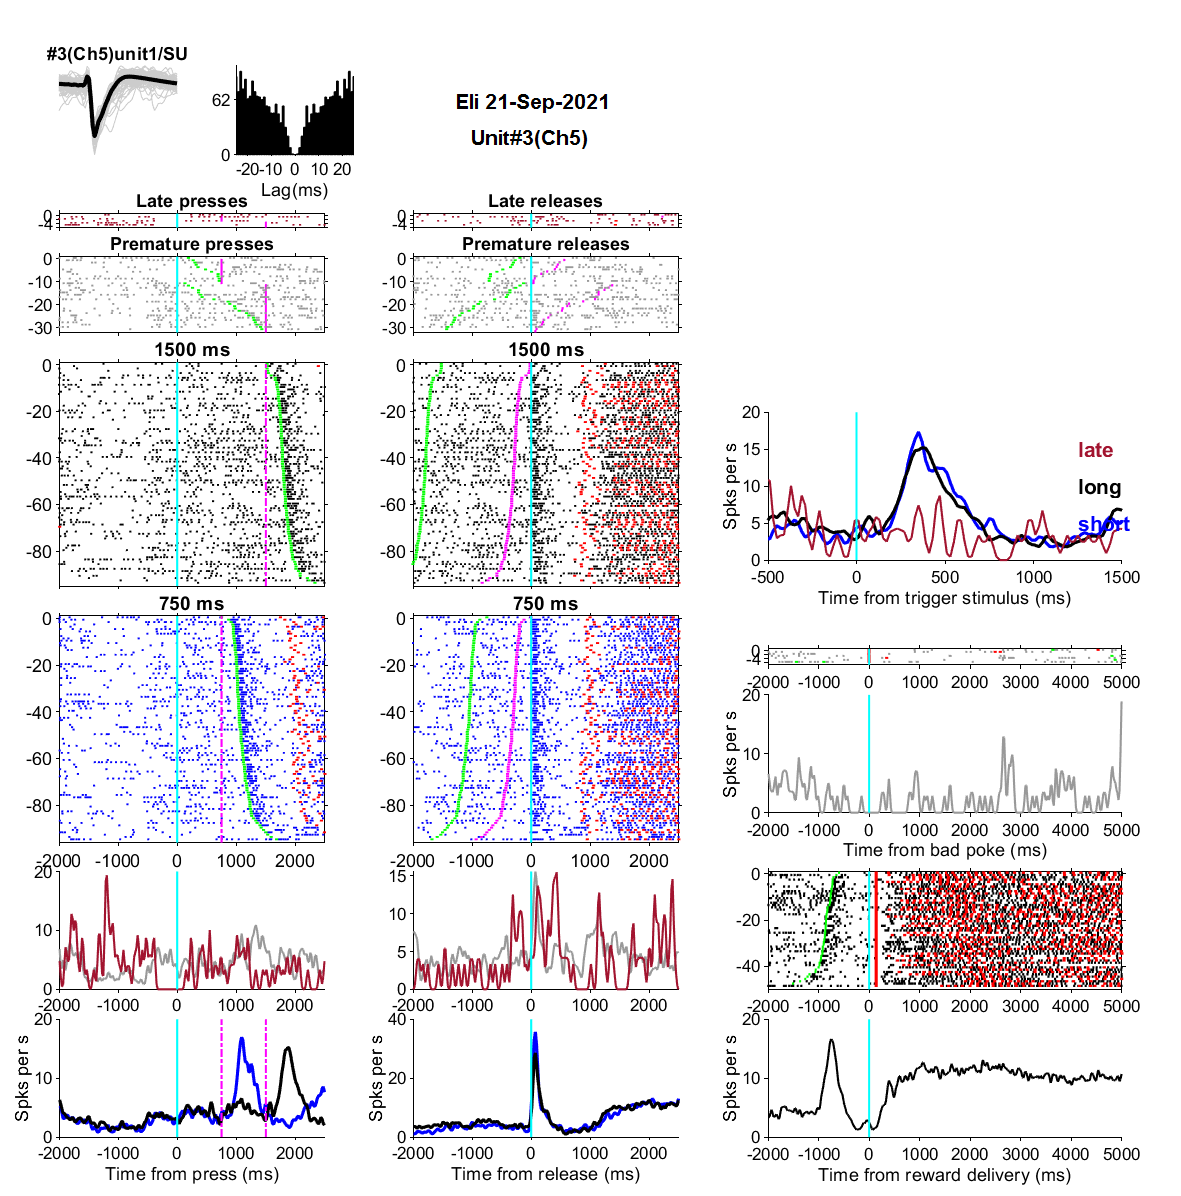 #3(Ch5)unit1/SU
62
0
-20 -10 0 10 20
Lag(ms)
Eli 21-Sep-2021
Unit#3(Ch5)
Late presses
0
-4
Late releases
0
-4
Premature presses
0
-10
-20
-30
Premature releases
0
-10
-20
-30
1500 ms
0
-20
-40
-60
-80
1500 ms
0
-20
-40
-60
-80
20
15
10
5
0
Spks per s
late
long
short
-500 0 500 1000 1500
Time from trigger stimulus (ms)
750 ms
0
-20
-40
-60
-80
-2000 -1000 0 1000 2000
750 ms
0
-20
-40
-60
-80
-2000 -1000 0 1000 2000
0
-4
-2000 -1000 0 1000 2000 3000 4000 5000
20
10
0
Spks per s
-2000 -1000 0 1000 2000 3000 4000 5000
Time from bad poke (ms)
20
10
0
-2000 -1000 0 1000 2000
15
10
5
0
-2000 -1000 0 1000 2000
0
-20
-40
-2000 -1000 0 1000 2000 3000 4000 5000
20
10
0
Spks per s
-2000 -1000 0 1000 2000
Time from press (ms)
40
20
0
Spks per s
-2000 -1000 0 1000 2000
Time from release (ms)
20
10
0
Spks per s
-2000 -1000 0 1000 2000 3000 4000 5000
Time from reward delivery (ms)